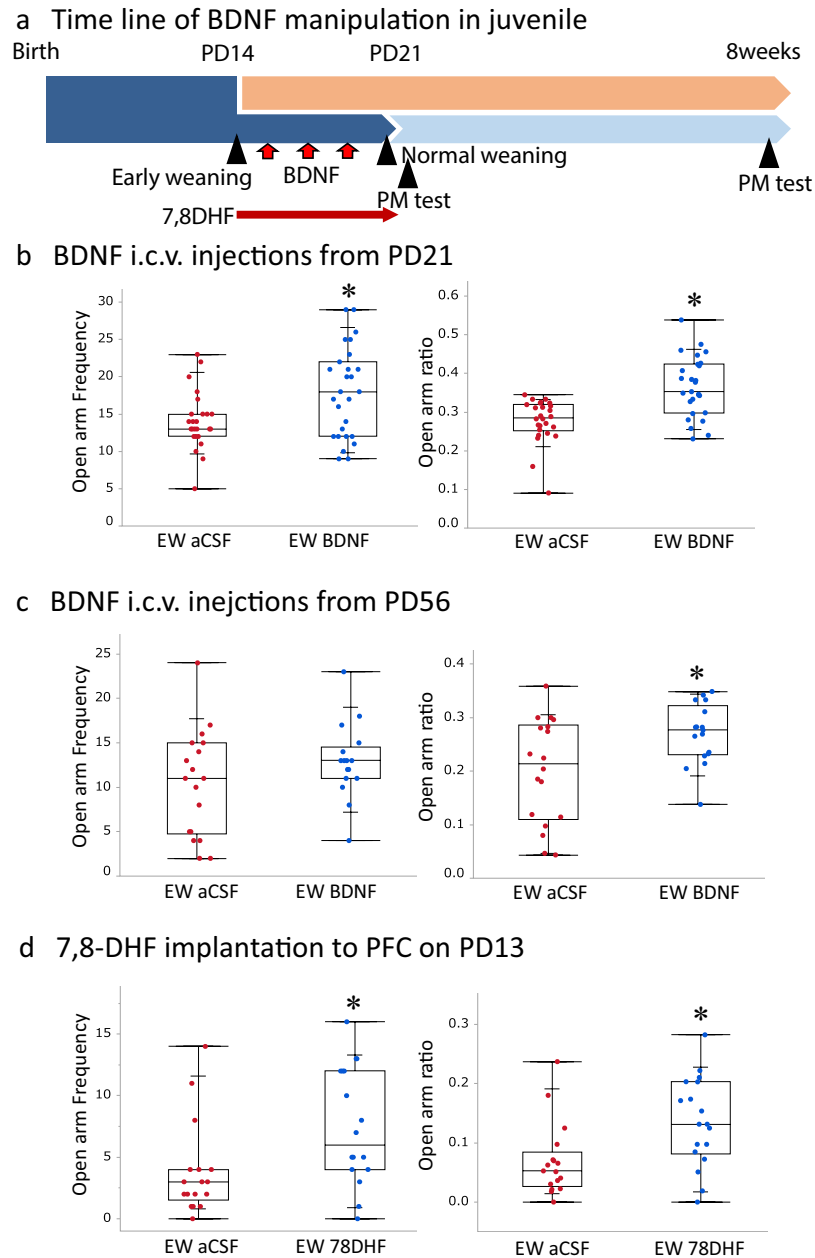 a Time line of BDNF manipulation in juvenile
Birth PD14 PD21 8weeks
Early weaning BDNF Normal weaning
PM test PM test
7,8DHF
b BDNF i.c.v. injections from PD21
Open arm Frequency
30
25
20
15
10
5
0
EW aCSF EW BDNF
*
Open arm ratio
0.6
0.4
0.3
0.2
0.1
0.0
EW aCSF EW BDNF
*
c BDNF i.c.v. inejctions from PD56
Open arm Frequency
25
20
15
10
5
0
EW aCSF EW BDNF
Open arm ratio
0.4
0.3
0.2
0.1
0.0
EW aCSF EW BDNF
*
d 7,8-DHF implantation to PFC on PD13
Open arm Frequency
15
10
5
0
EW aCSF EW 78DHF
*
Open arm ratio
0.3
0.2
0.1
0.0
EW aCSF EW 78DHF
*